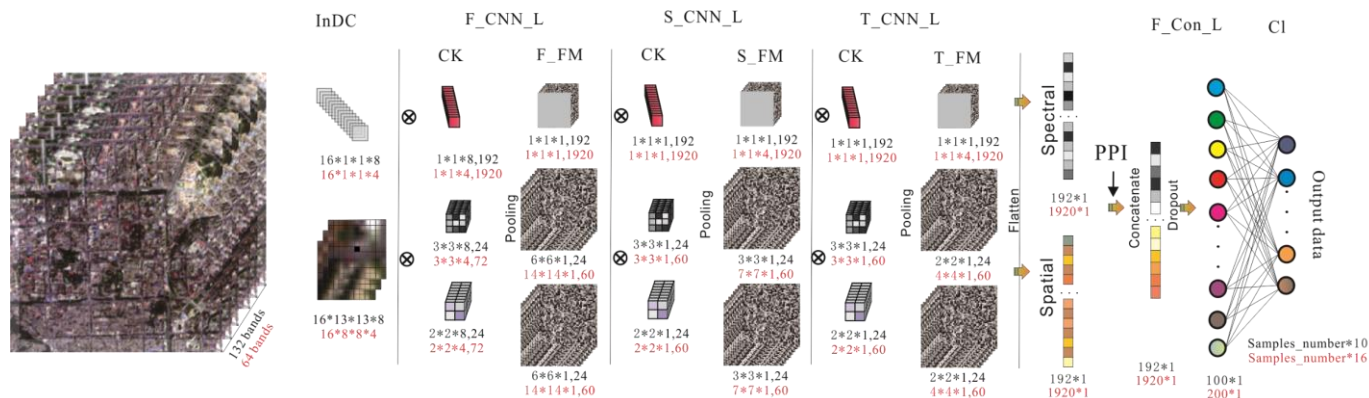 InDC
F_CNN_L
S_CNN_L
T_CNN_L
F_Con_L
Cl
CK
F_FM
CK
S_FM
CK
T_FM
16*1*1*8
16*1*1*4
1*1*8,192
1*1*4,1920
1*1*1,192
1*1*1,1920
1*1*1,192
1*1*1,1920
1*1*1,192
1*1*4,1920
1*1*1,192
1*1*1,1920
1*1*1,192
1*1*4,1920
Pooling
Pooling
Pooling
Flatten
Spectral
192*1
1920*1
PPI
Concatenate
Dropout
Output data
3*3*8,24
3*3*4,72
6*6*1,24
14*14*1,60
3*3*1,24
3*3*1,60
3*3*1,24
7*7*1,60
3*3*1,24
3*3*1,60
2*2*1,24
4*4*1,60
Spatial
132 bands
64 bands
16*13*13*8
16*8*8*4
2*2*8,24
2*2*4,72
2*2*1,24
2*2*1,60
2*2*1,24
2*2*1,60
6*6*1,24
14*14*1,60
3*3*1,24
7*7*1,60
2*2*1,24
4*4*1,60
192*1
1920*1
192*1
1920*1
100*1
200*1
Samples_number*10
Samples_number*16